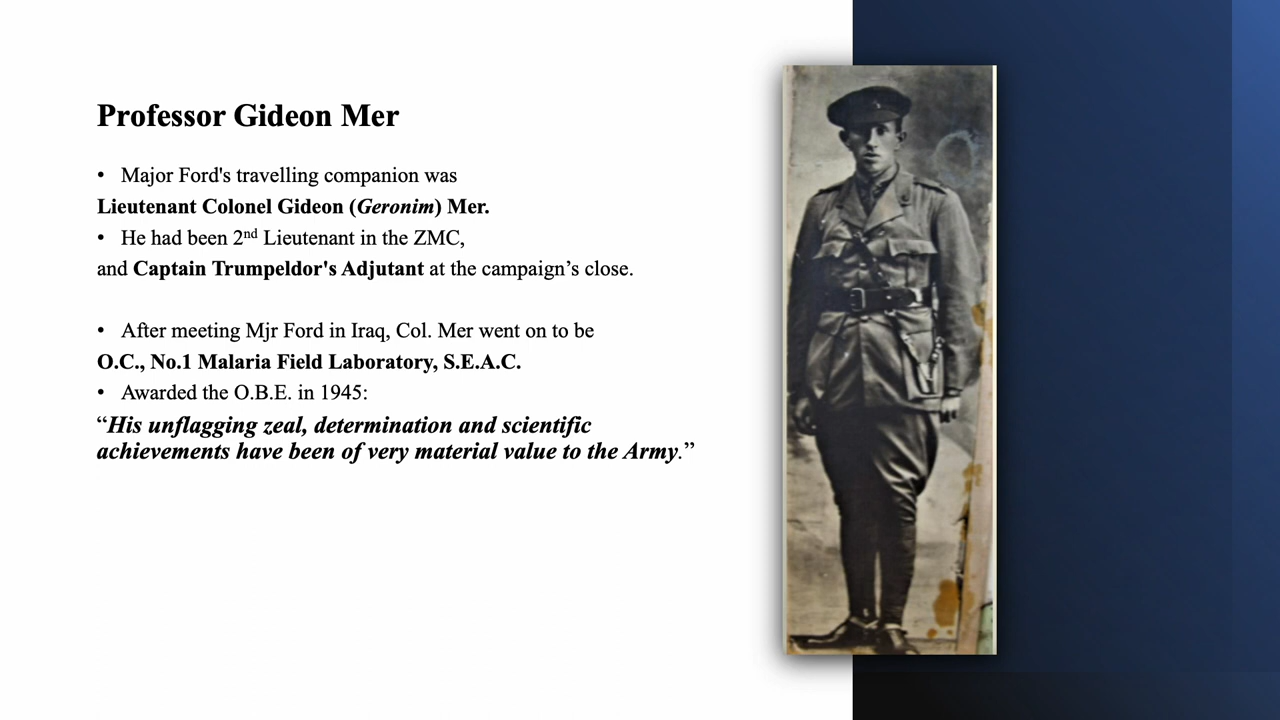 Professor Gideon Mer
• Major Ford's travelling companion was
Lieutenant Colonel Gideon (Geronim) Mer.
• He had been 2nd Lieutenant in the ZMC,
and Captain Trumpeldor's Adjutant at the campaign’s close.
• After meeting Mjr Ford in Iraq, Col. Mer went on to be
O.C., No.1 Malaria Field Laboratory, S.E.A.C.
• Awarded the O.B.E. in 1945:
“His unflagging zeal, determination and scientific
achievements have been of very material value to the Army.”